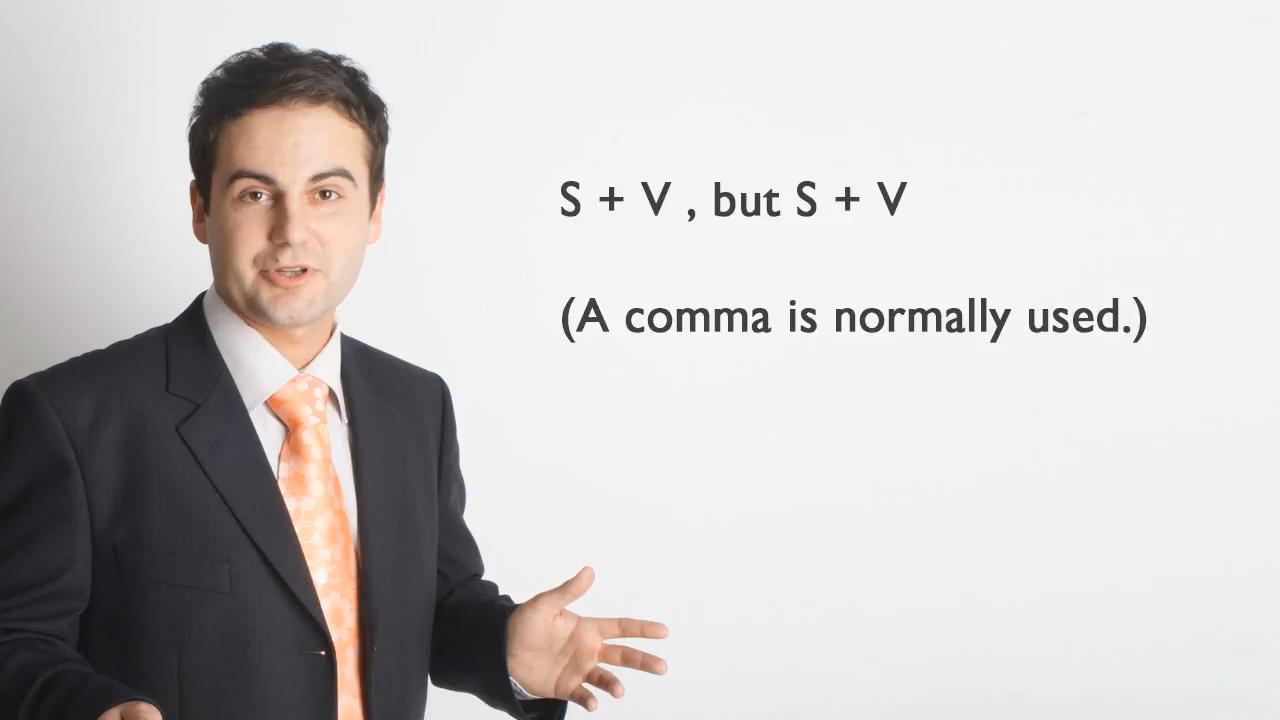 S + V , but S + V
(A comma is normally used.)